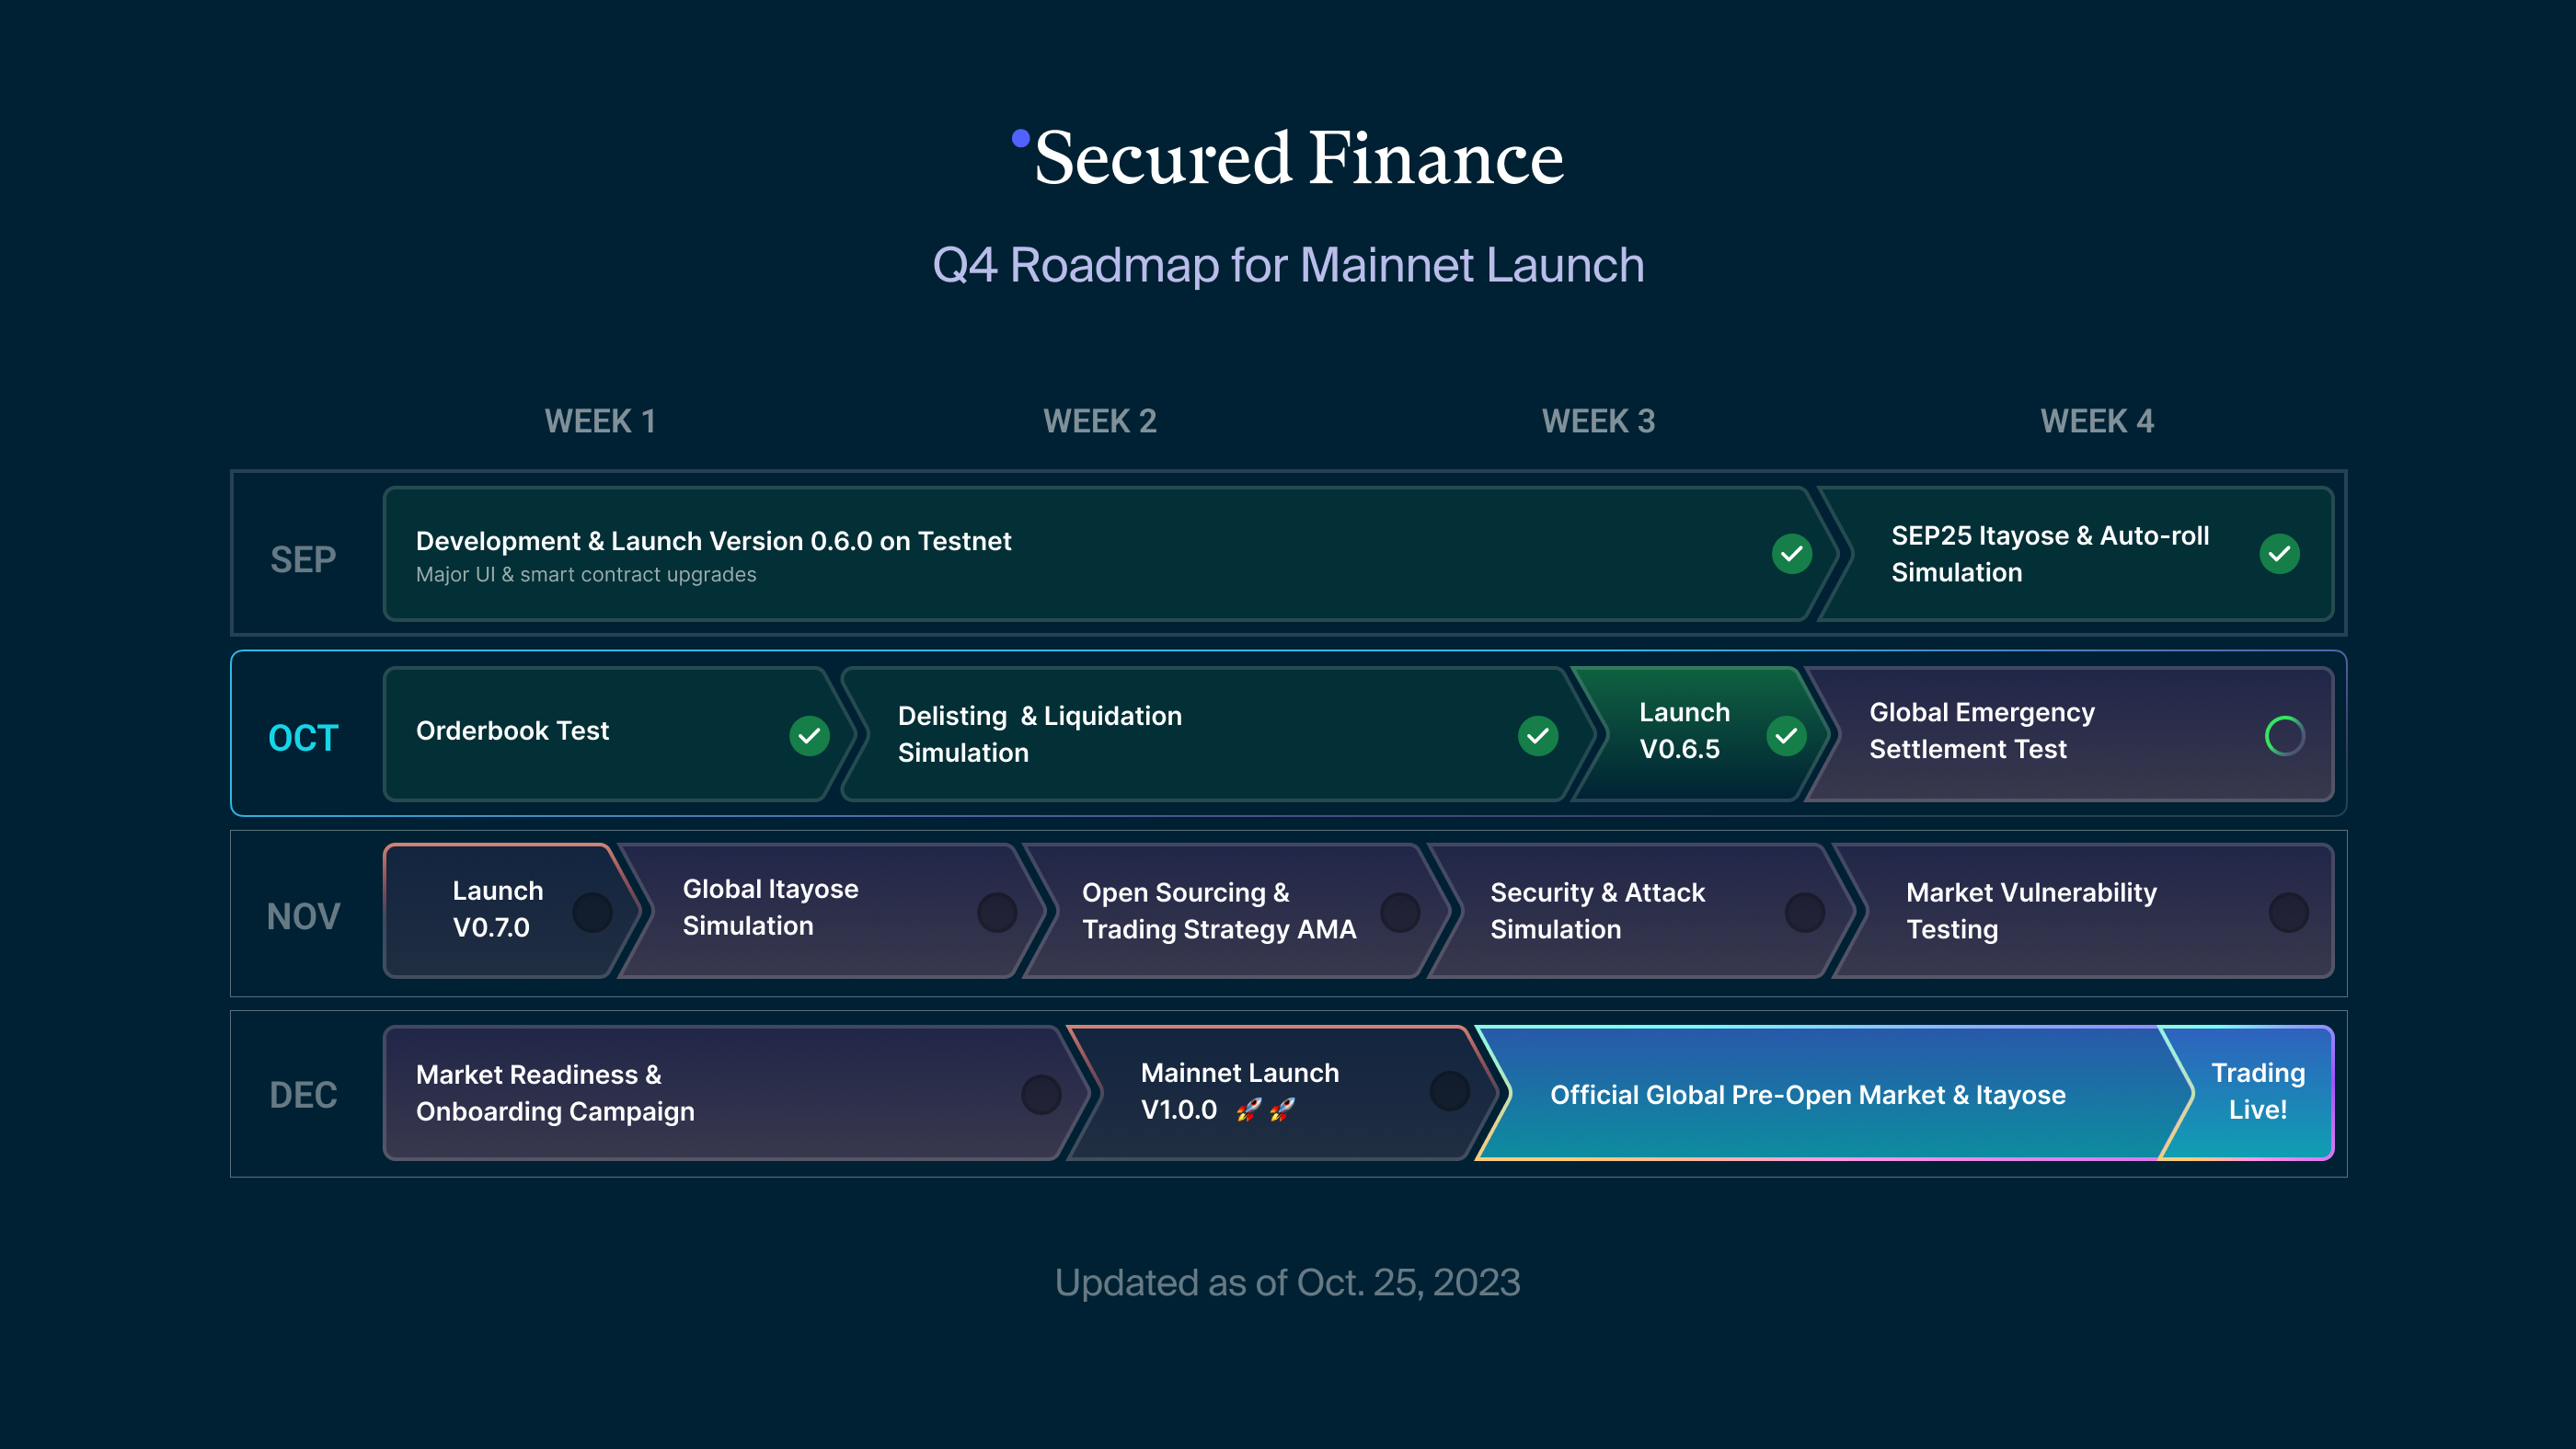 Secured Finance
Q4 Roadmap for Mainnet Launch
WEEK 1
WEEK 2
WEEK 3
WEEK 4
SEP
Development & Launch Version 0.6.0 on Testnet
Major UI & smart contract upgrades
SEP25 Itayose & Auto-roll
Simulation
OCT
Orderbook Test
Delisting & Liquidation
Simulation
Launch
V0.6.5
Global Emergency
Settlement Test
NOV
Launch
V0.7.0
Global Itayose
Simulation
Open Sourcing &
Trading Strategy AMA
Security & Attack
Simulation
Market Vulnerability
Testing
DEC
Market Readiness &
Onboarding Campaign
Mainnet Launch
V1.0.0 🚀🚀
Official Global Pre-Open Market & Itayose
Trading
Live!
Updated as of Oct. 25, 2023